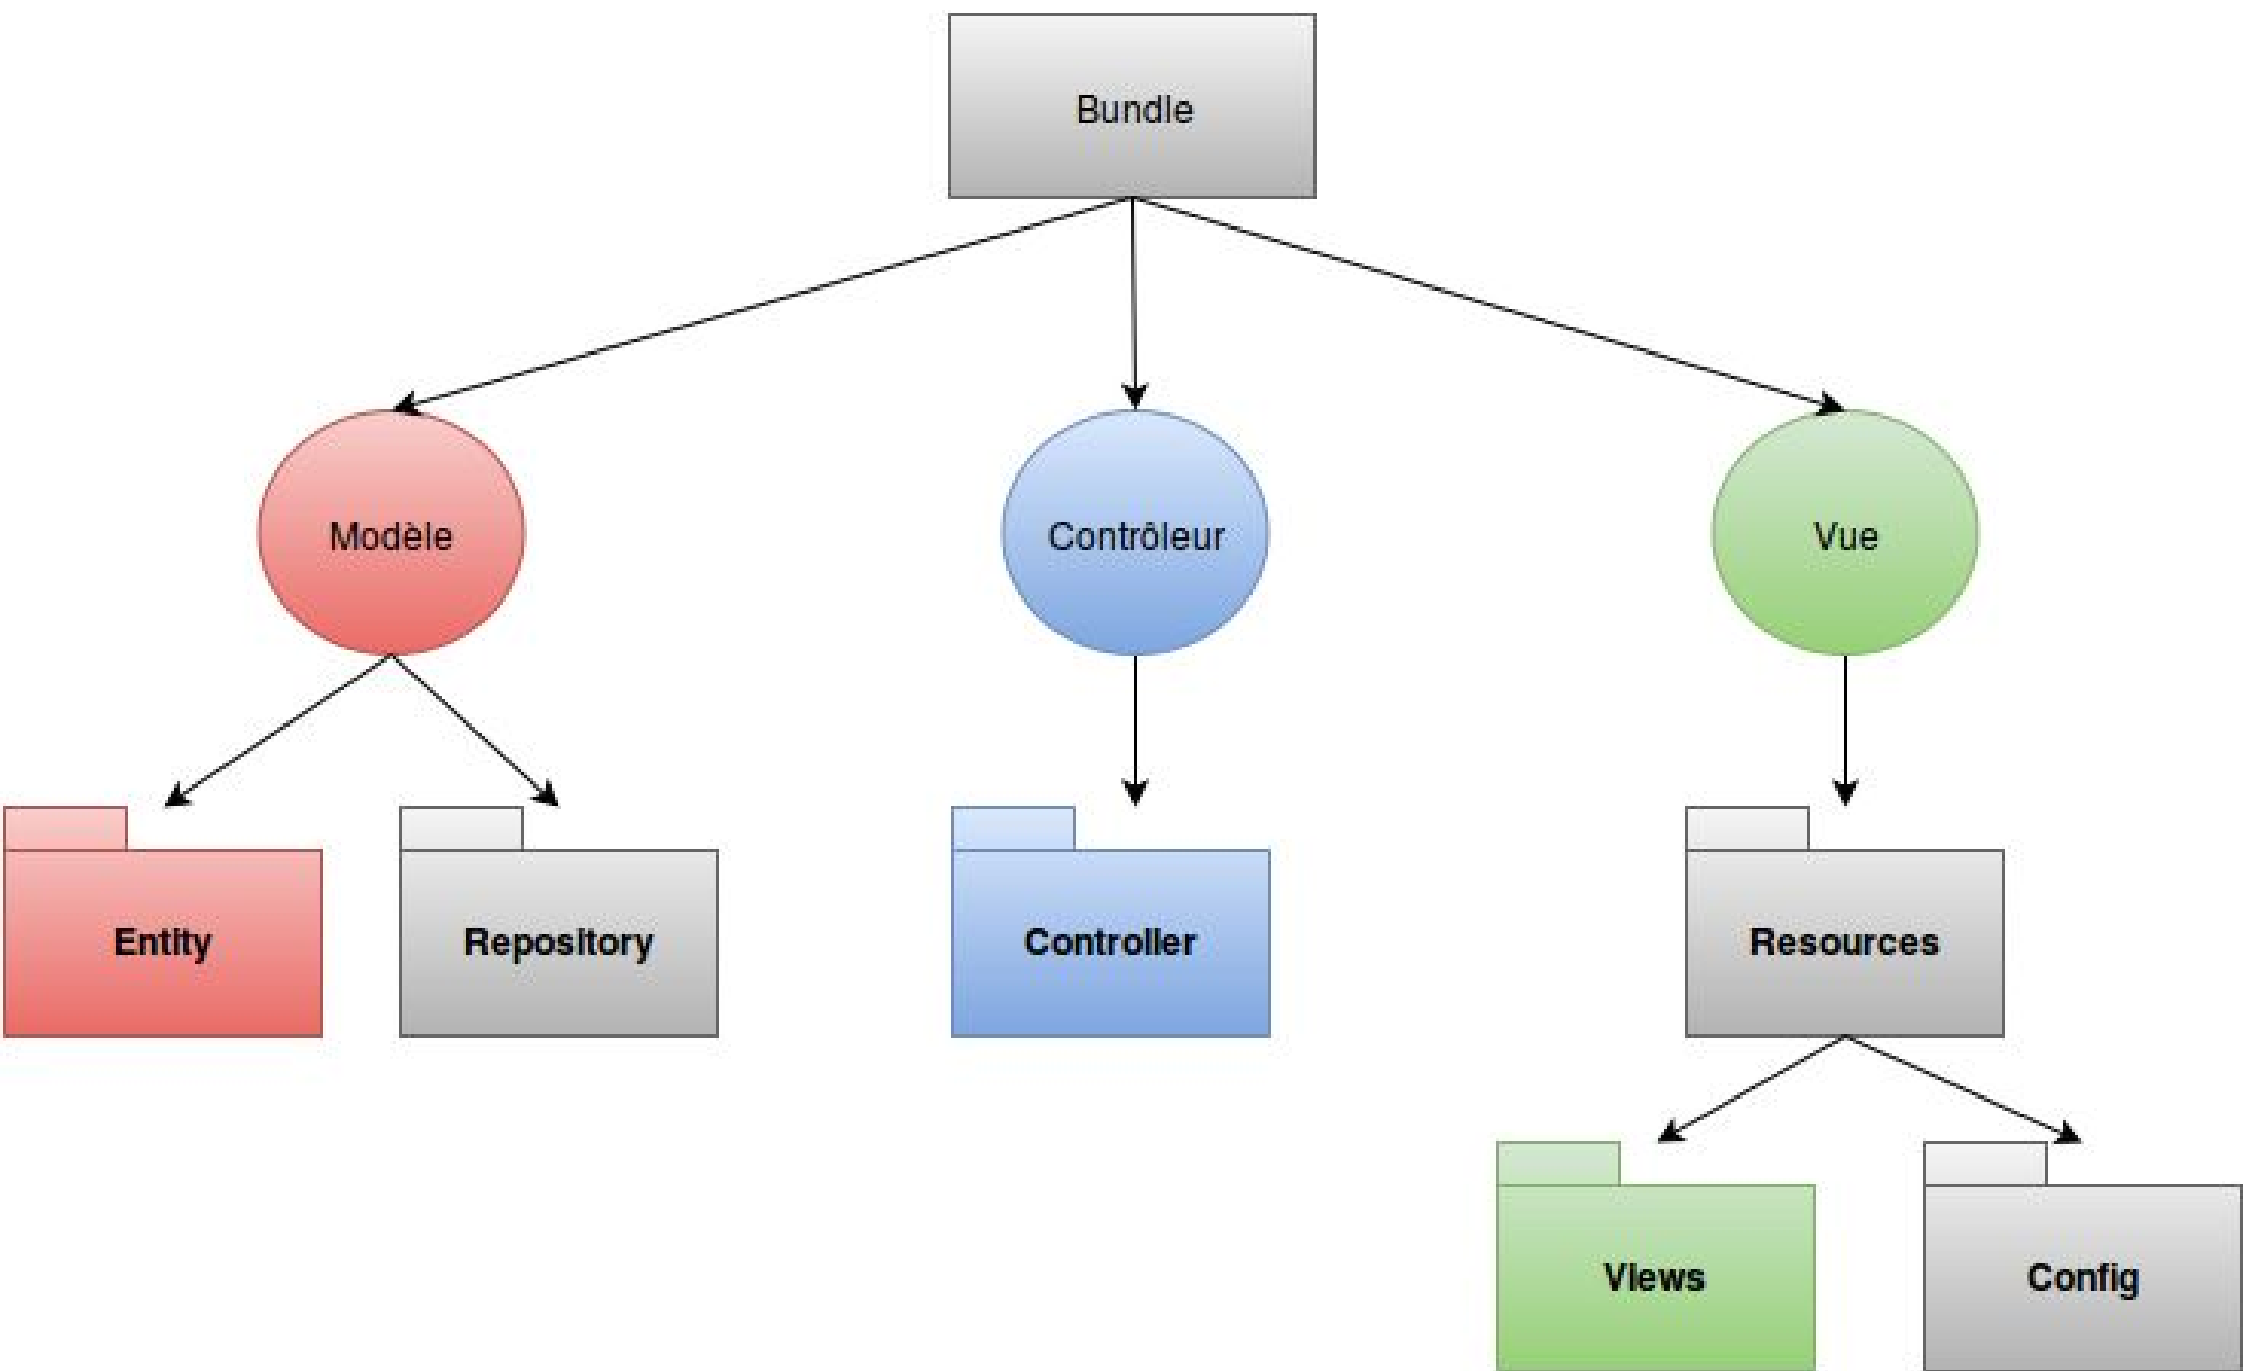 Bundle
Modèle
Contrôleur
Vue
Entity
Repository
Controller
Resources
Views
Config